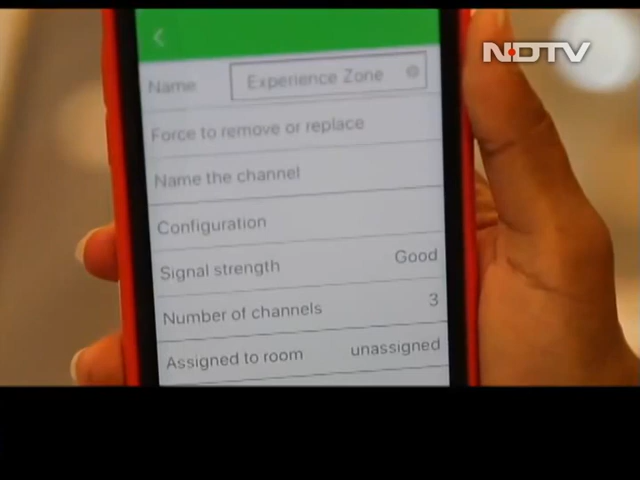 NDTV
Name Experience Zone
Force to remove or replace
Name the channel
Configuration
Signal strength Good
Number of channels 3
Assigned to room unassigned